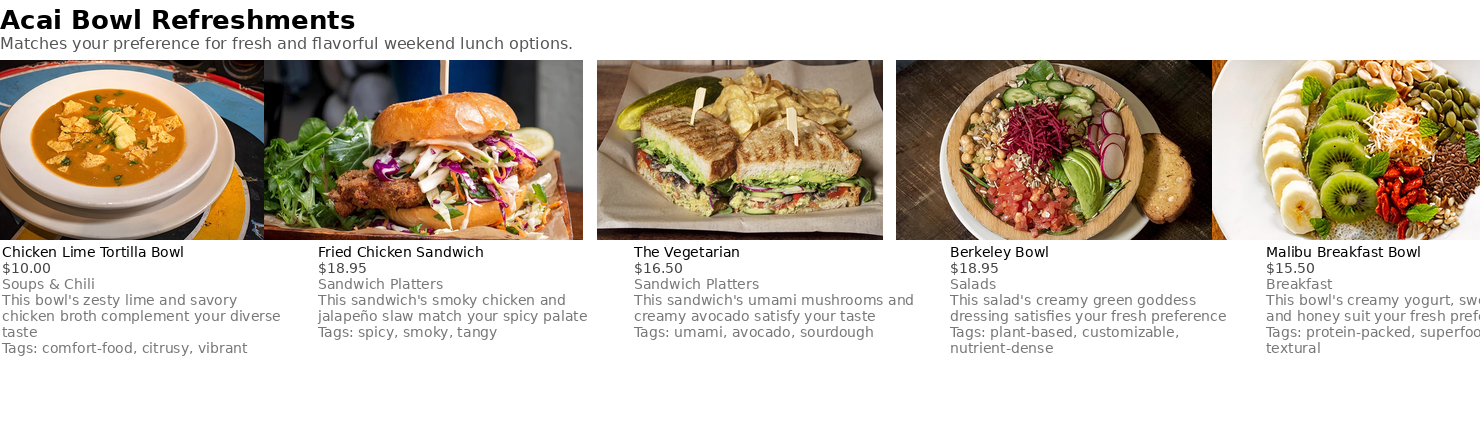 Acai Bowl Refreshments
Matches your preference for fresh and flavorful weekend lunch options.
Chicken Lime Tortilla Bowl
$10.00
Soups & Chili
This bowl's zesty lime and savory
chicken broth complement your diverse
taste
Tags: comfort-food, citrusy, vibrant
Fried Chicken Sandwich
$18.95
Sandwich Platters
This sandwich's smoky chicken and
jalapeño slaw match your spicy palate
Tags: spicy, smoky, tangy
The Vegetarian
$16.50
Sandwich Platters
This sandwich's umami mushrooms and
creamy avocado satisfy your taste
Tags: umami, avocado, sourdough
Berkeley Bowl
$18.95
Salads
This salad's creamy green goddess
dressing satisfies your fresh preference
Tags: plant-based, customizable,
nutrient-dense
Malibu Breakfast Bowl
$15.50
Breakfast
This bowl's creamy yogurt,
and honey suit your fresh
Tags: protein-packed,
textural